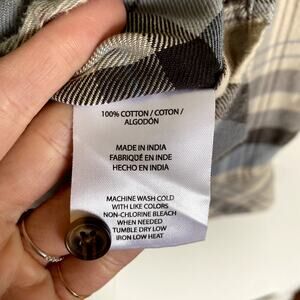 100% COTTON / COTON /
ALGODÓN
MADE IN INDIA
FABRIQUÉ EN INDE
HECHO EN INDIA
MACHINE WASH COLD
WITH LIKE COLORS
NON-CHLORINE BLEACH
WHEN NEEDED
TUMBLE DRY LOW
IRON LOW HEAT